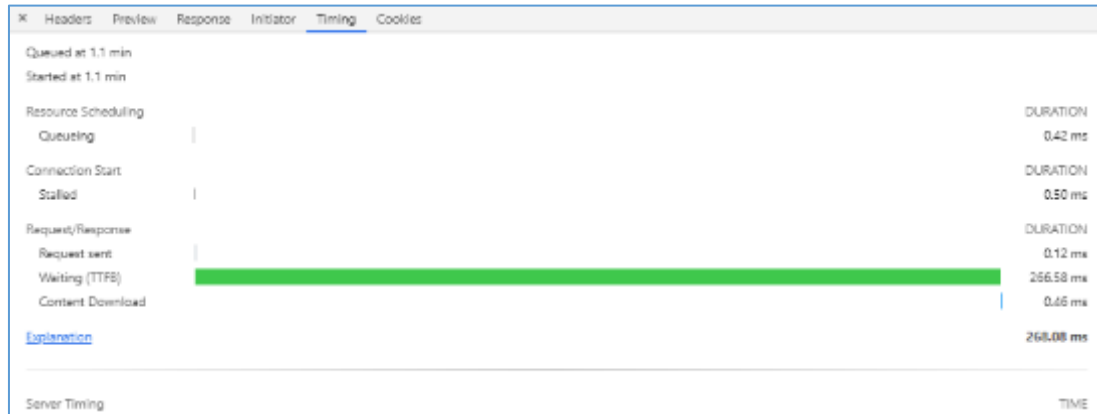 × Headers Preview Response Initiator Timing Cookies
Queued at 1.1 min
Started at 1.1 min
Resource Scheduling DURATION
Queueing 0.42 ms
Connection Start DURATION
Stalled 0.50 ms
Request/Response DURATION
Request sent 0.12 ms
Waiting (TTFB) 266.58 ms
Content Download 0.46 ms
Explanation 268.08 ms
Server Timing TIME